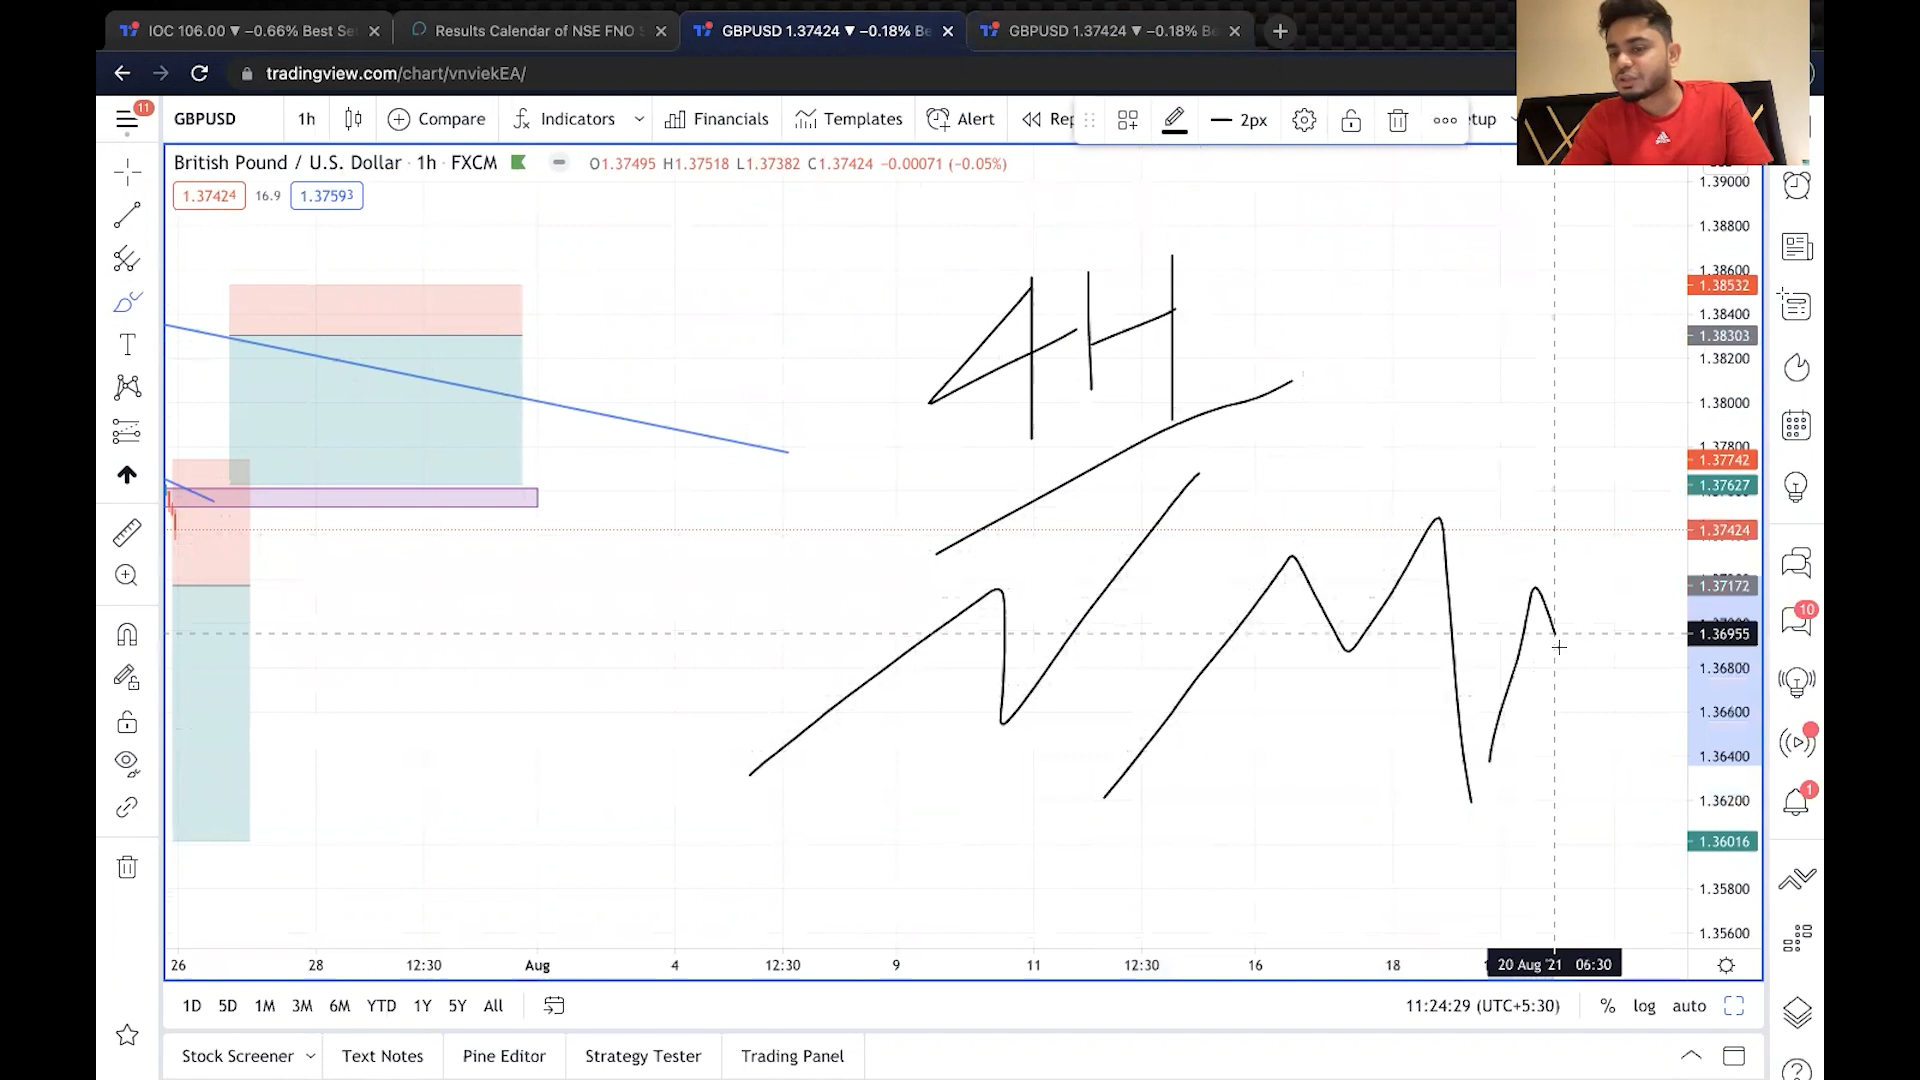 IOC 106.00 ▼ −0.66% Best Se
Results Calendar of NSE FNO S
GBPUSD 1.37424 ▼ −0.18% Be
GBPUSD 1.37424 ▼ −0.18% Be
tradingview.com/chart/vnviekEA/
11
GBPUSD 1h Compare Indicators Financials Templates Alert Rep 2px etup
British Pound / U.S. Dollar · 1h · FXCM O1.37495 H1.37518 L1.37382 C1.37424 −0.00071 (−0.05%)
1.37424 16.9 1.37593
4H
1.39000
1.38800
1.38600
1.38532
1.38400
1.38303
1.38200
1.38000
1.37800
1.37742
1.37627
1.37424
1.37172
1.36955
1.36800
1.36600
1.36400
1.36200
1.36016
1.35800
1.35600
10
1
26 28 12:30 Aug 4 12:30 9 11 12:30 16 18 20 Aug '21 06:30
1D 5D 1M 3M 6M YTD 1Y 5Y All 11:24:29 (UTC+5:30) % log auto
Stock Screener Text Notes Pine Editor Strategy Tester Trading Panel